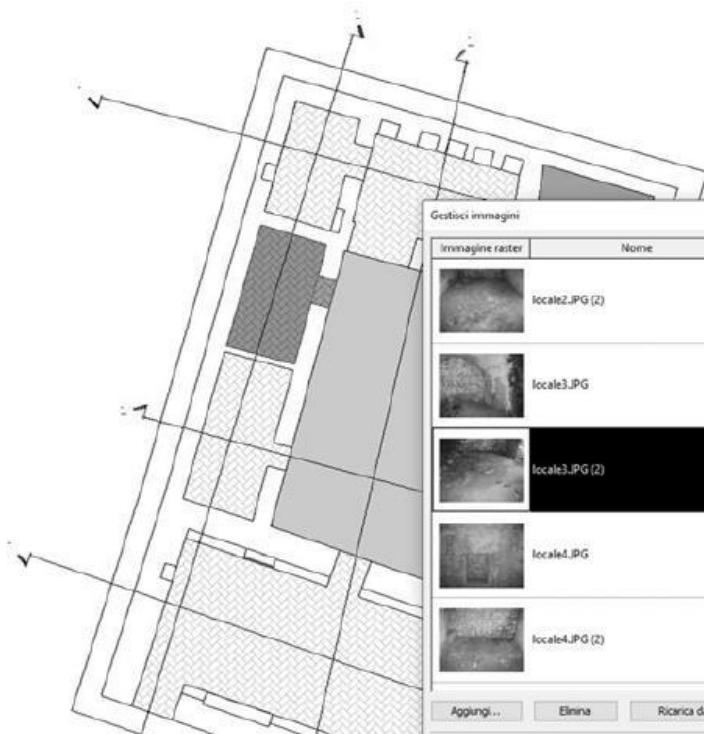 Gestisci immagini
Immagine raster Nome
locale2.JPG (2)
locale3.JPG
locale3.JPG (2)
locale4.JPG
locale4.JPG (2)
Aggiungi... Elimina Ricarica